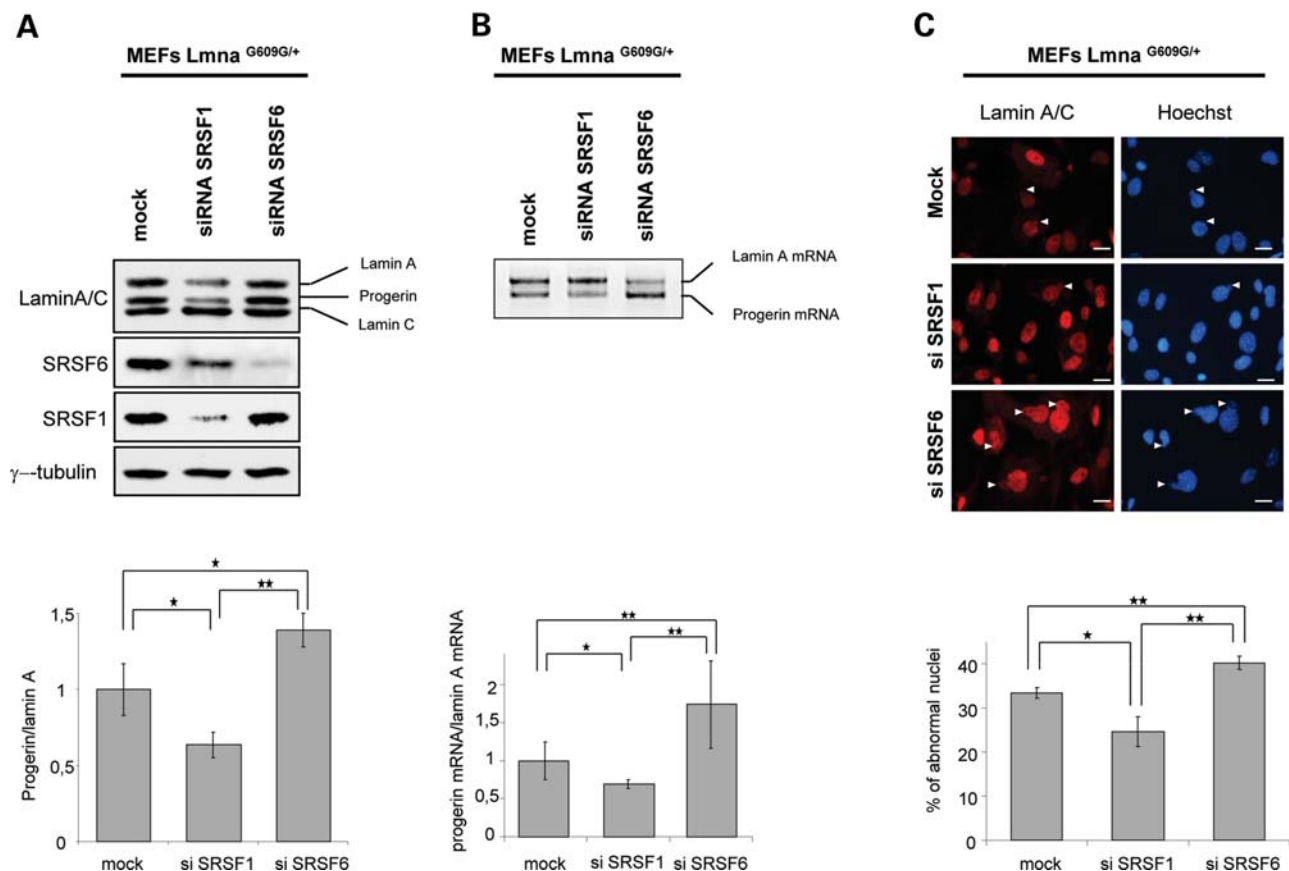 A
MEFs Lmna G609G/+
mock
siRNA SRSF1
siRNA SRSF6
LaminA/C
Lamin A
Progerin
Lamin C
SRSF6
SRSF1
γ--tubulin
Progerin/lamin A
1,5
1
0,5
0
★
★
★★
mock
si SRSF1
si SRSF6
B
MEFs Lmna G609G/+
mock
siRNA SRSF1
siRNA SRSF6
Lamin A mRNA
Progerin mRNA
progerin mRNA/lamin A mRNA
2
1,5
1
0,5
0
★★
★
★★
mock
si SRSF1
si SRSF6
C
MEFs Lmna G609G/+
Lamin A/C
Hoechst
Mock
si SRSF1
si SRSF6
% of abnormal nuclei
40
30
20
10
0
★★
★
★★
mock
si SRSF1
si SRSF6